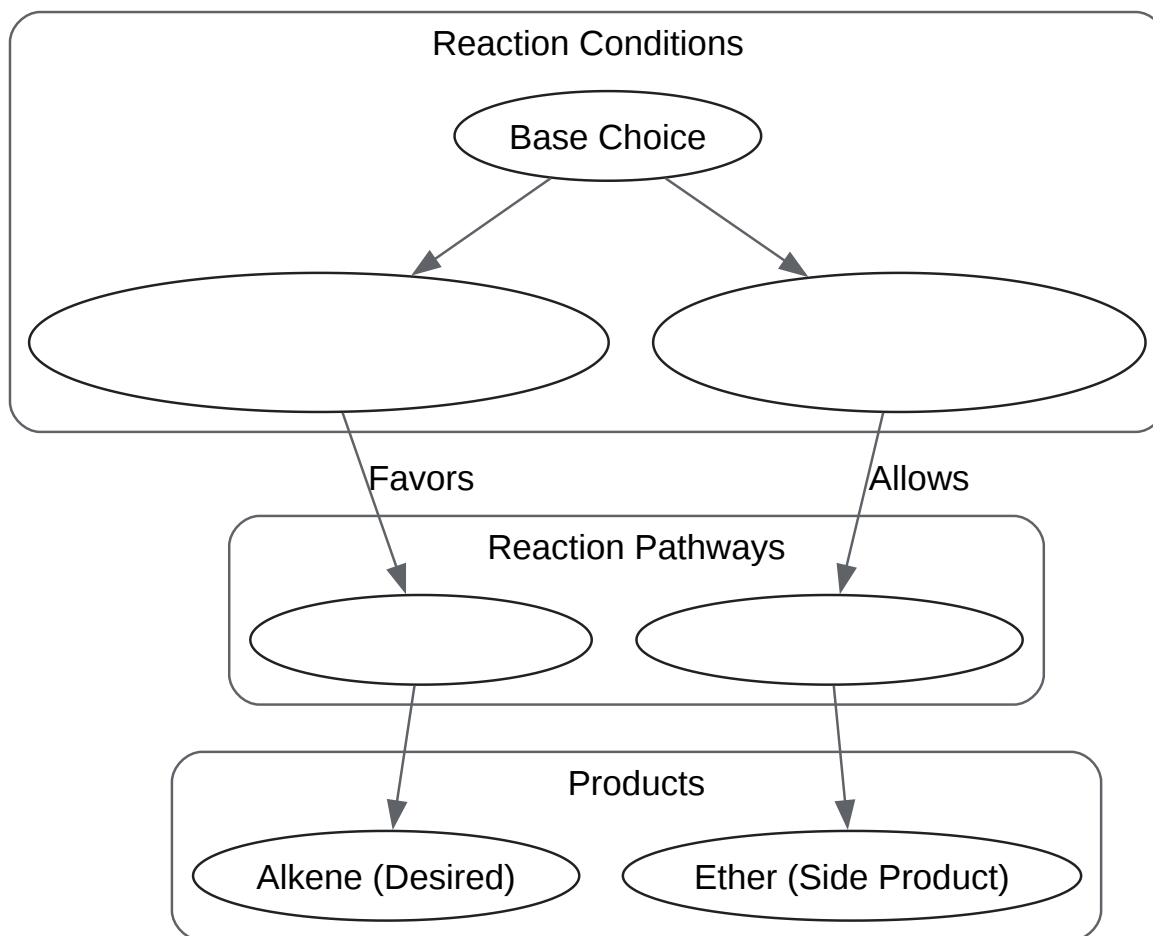 Reaction Conditions
Base Choice
Favors
Allows
Reaction Pathways
Products
Alkene (Desired)
Ether (Side Product)